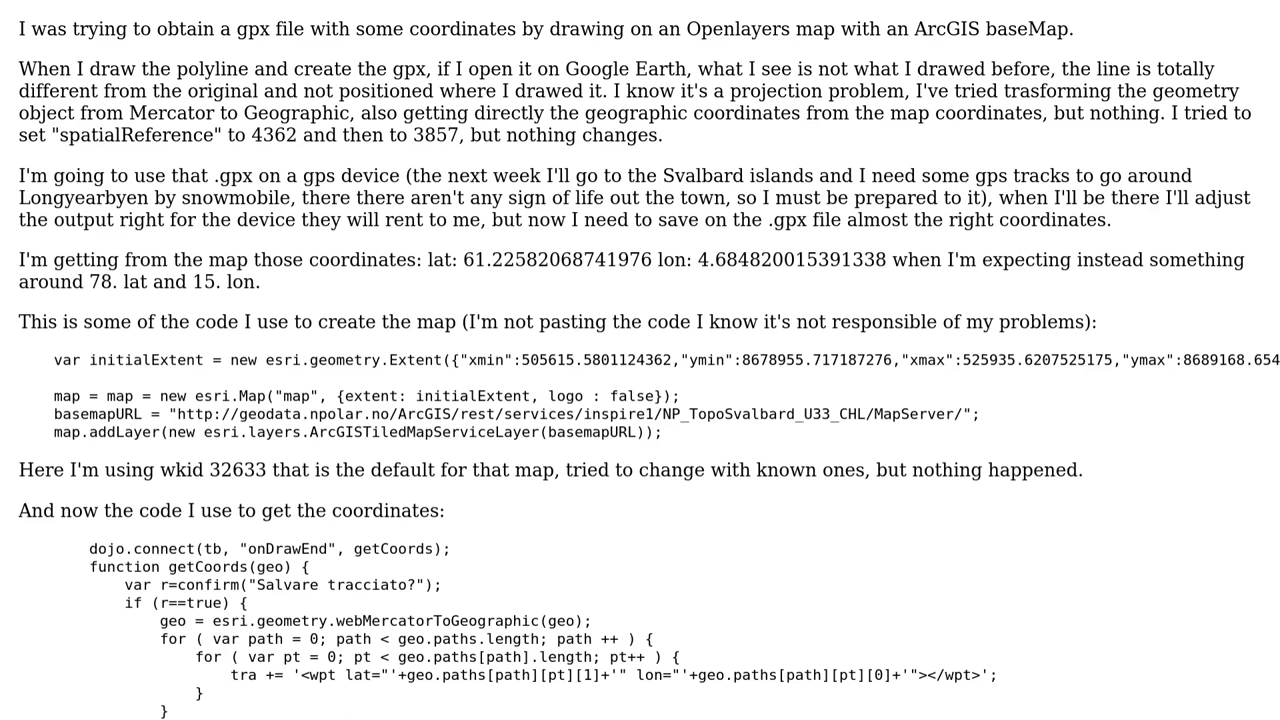 I was trying to obtain a gpx file with some coordinates by drawing on an Openlayers map with an ArcGIS baseMap.
When I draw the polyline and create the gpx, if I open it on Google Earth, what I see is not what I drawed before, the line is totally
different from the original and not positioned where I drawed it. I know it's a projection problem, I've tried trasforming the geometry
object from Mercator to Geographic, also getting directly the geographic coordinates from the map coordinates, but nothing. I tried to
set "spatialReference" to 4362 and then to 3857, but nothing changes.
I'm going to use that .gpx on a gps device (the next week I'll go to the Svalbard islands and I need some gps tracks to go around
Longyearbyen by snowmobile, there there aren't any sign of life out the town, so I must be prepared to it), when I'll be there I'll adjust
the output right for the device they will rent to me, but now I need to save on the .gpx file almost the right coordinates.
I'm getting from the map those coordinates: lat: 61.22582068741976 lon: 4.684820015391338 when I'm expecting instead something
around 78. lat and 15. lon.
This is some of the code I use to create the map (I'm not pasting the code I know it's not responsible of my problems):
var initialExtent = new esri.geometry.Extent({"xmin":505615.5801124362,"ymin":8678955.717187276,"xmax":525935.6207525175,"ymax":8689168.654
map = map = new esri.Map("map", {extent: initialExtent, logo : false});
basemapURL = "http://geodata.npolar.no/ArcGIS/rest/services/inspire1/NP_TopoSvalbard_U33_CHL/MapServer/";
map.addLayer(new esri.layers.ArcGISTiledMapServiceLayer(basemapURL));
Here I'm using wkid 32633 that is the default for that map, tried to change with known ones, but nothing happened.
And now the code I use to get the coordinates:
dojo.connect(tb, "onDrawEnd", getCoords);
function getCoords(geo) {
var r=confirm("Salvare tracciato?");
if (r==true) {
geo = esri.geometry.webMercatorToGeographic(geo);
for ( var path = 0; path < geo.paths.length; path ++ ) {
for ( var pt = 0; pt < geo.paths[path].length; pt++ ) {
tra += '<wpt lat="'+geo.paths[path][pt][1]+'" lon="'+geo.paths[path][pt][0]+'"></wpt>';
}
}